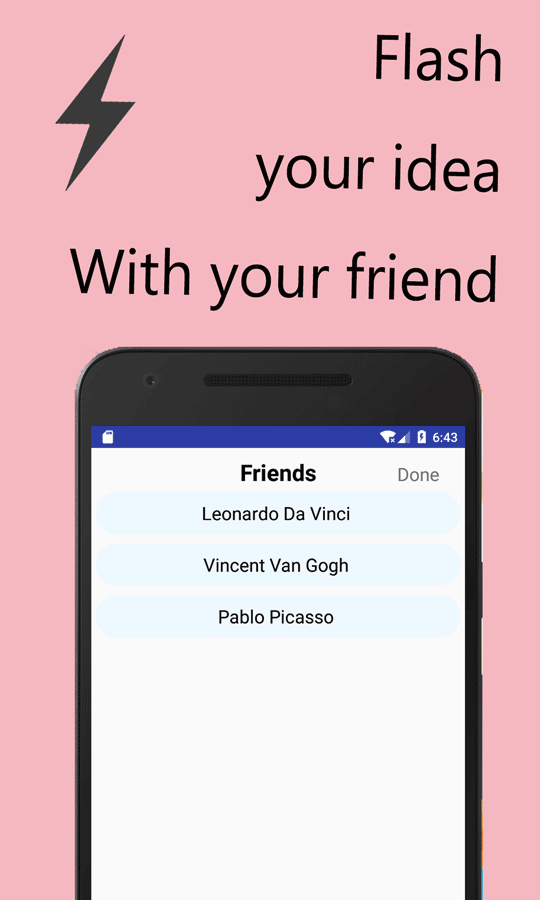 Flash
your idea
With your friend
6:43
Friends
Done
Leonardo Da Vinci
Vincent Van Gogh
Pablo Picasso